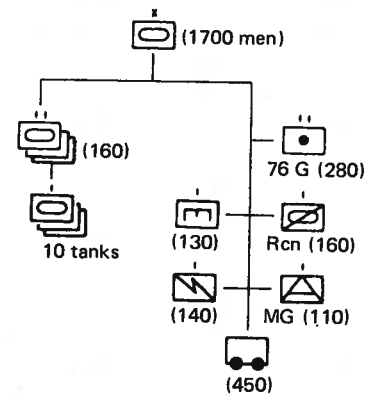 x
(1700 men)
(160)
76 G (280)
10 tanks
(130)
Rcn (160)
(140)
MG (110)
(450)